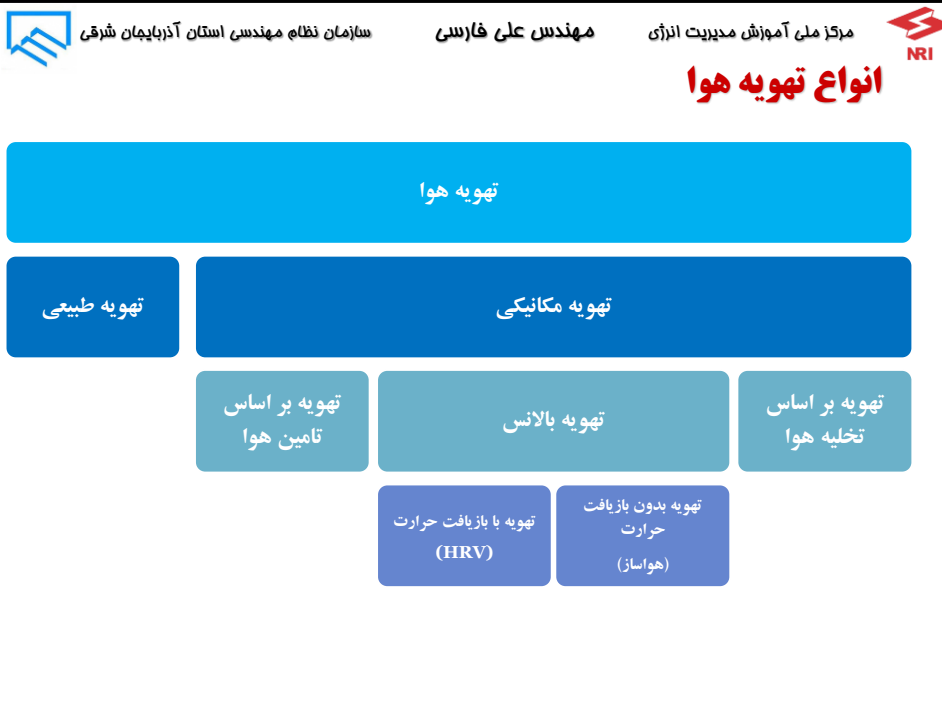 مرکز ملی آموزش مدیریت انرژی
مهندس علی فارسی
سازمان نظام مهندسی استان آذربایجان شرقی
NRI
انواع تهویه هوا
تهویه هوا
تهویه مکانیکی
تهویه طبیعی
تهویه بر اساس
تخلیه هوا
تهویه بالانس
تهویه بر اساس
تامین هوا
تهویه بدون بازیافت
حرارت
(هواساز)
تهویه با بازیافت حرارت
(HRV)